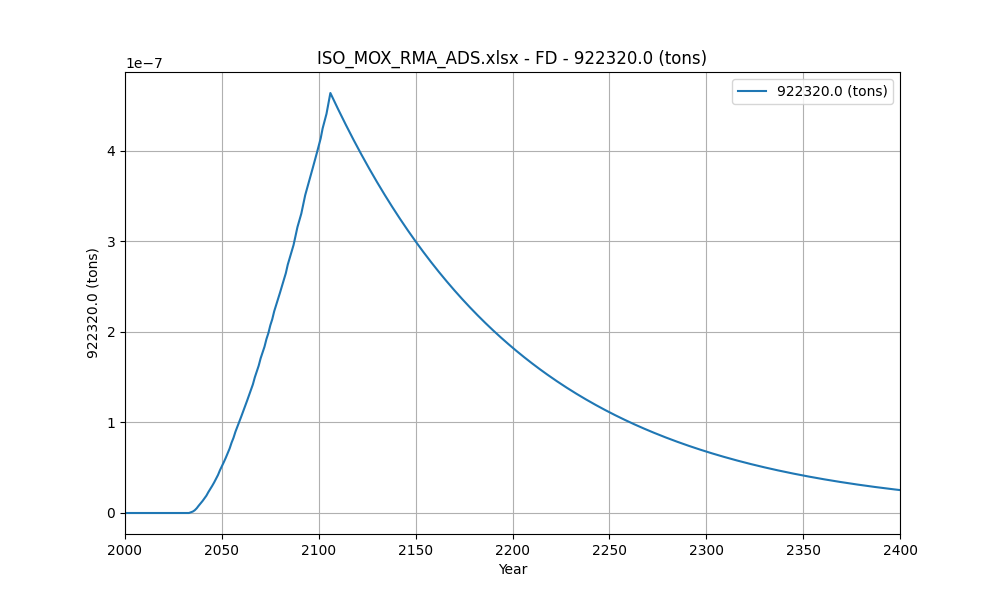 ISO_MOX_RMA_ADS.xlsx - FD - 922320.0 (tons)
1e−7
922320.0 (tons)
4
3
2
1
0
922320.0 (tons)
2000 2050 2100 2150 2200 2250 2300 2350 2400
Year